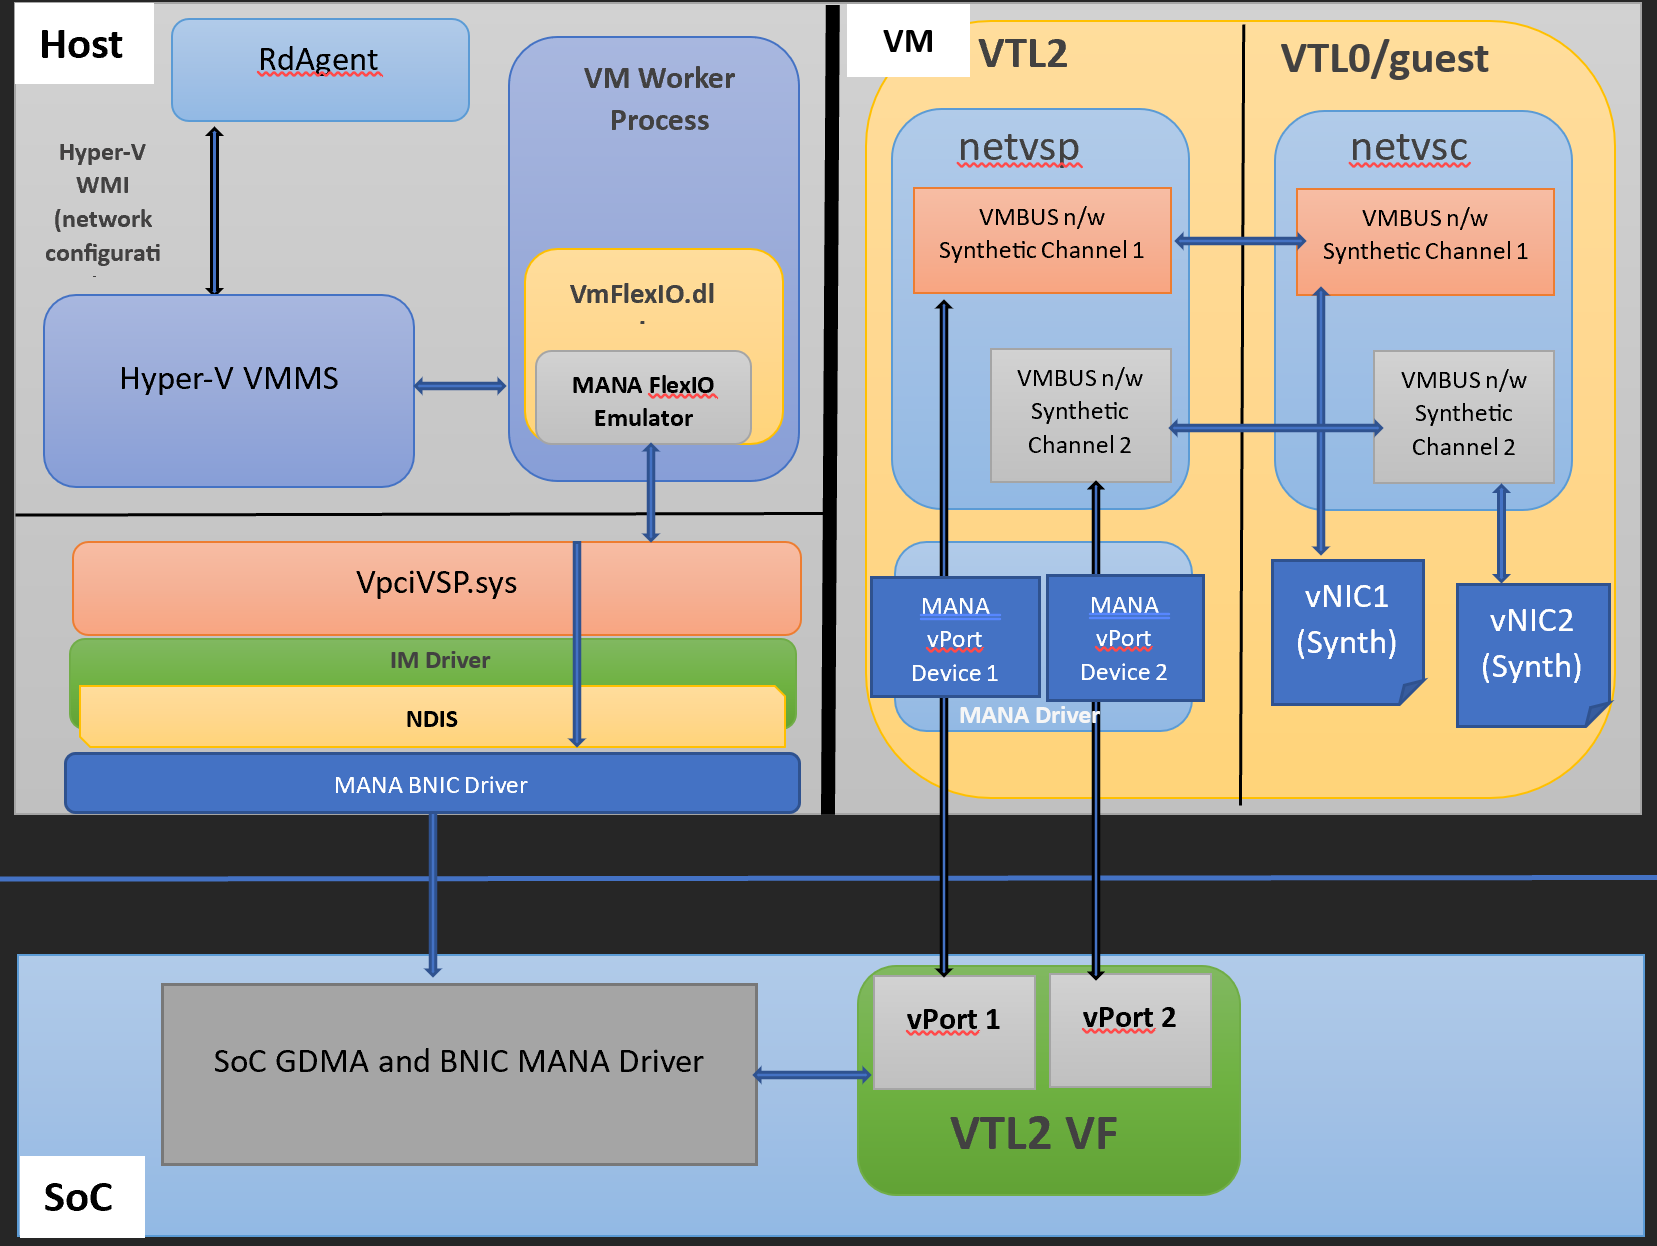 Host
RdAgent
Hyper-V
WMI
(network
configurati
VM Worker
Process
VmFlexIO.dl
MANA FlexIO
Emulator
Hyper-V VMMS
VpciVSP.sys
IM Driver
NDIS
MANA BNIC Driver
VM
VTL2
VTL0/guest
netvsp
VMBUS n/w
Synthetic Channel 1
VMBUS n/w
Synthetic
Channel 2
netvsc
VMBUS n/w
Synthetic Channel 1
VMBUS n/w
Synthetic
Channel 2
MANA
vPort
Device 1
MANA
vPort
Device 2
MANA Driver
vNIC1
(Synth)
vNIC2
(Synth)
SoC GDMA and BNIC MANA Driver
vPort 1
vPort 2
VTL2 VF
SoC